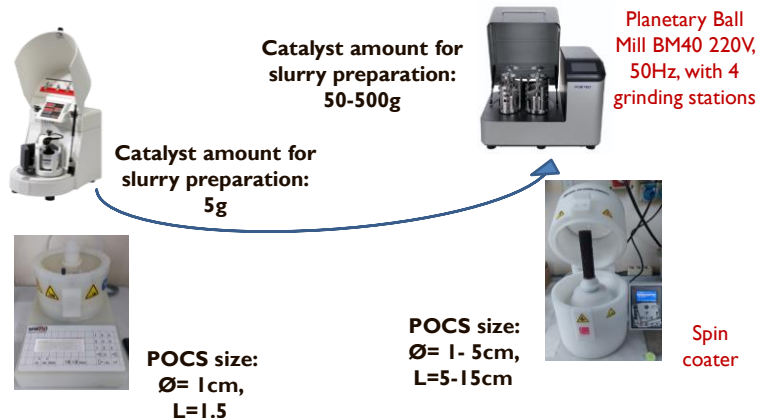 Catalyst amount for
slurry preparation:
50-500g
Planetary Ball
Mill BM40 220V,
50Hz, with 4
grinding stations
Catalyst amount for
slurry preparation:
5g
POCS size:
Ø= 1cm,
L=1.5
POCS size:
Ø= 1- 5cm,
L=5-15cm
Spin
coater